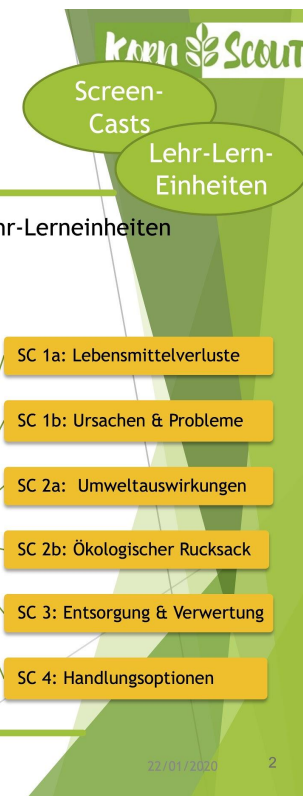 Korn Scout
Screen-
Casts
Lehr-Lern-
Einheiten
hr-Lerneinheiten
SC 1a: Lebensmittelverluste
SC 1b: Ursachen & Probleme
SC 2a: Umweltauswirkungen
SC 2b: Ökologischer Rucksack
SC 3: Entsorgung & Verwertung
SC 4: Handlungsoptionen
22/01/2020 2